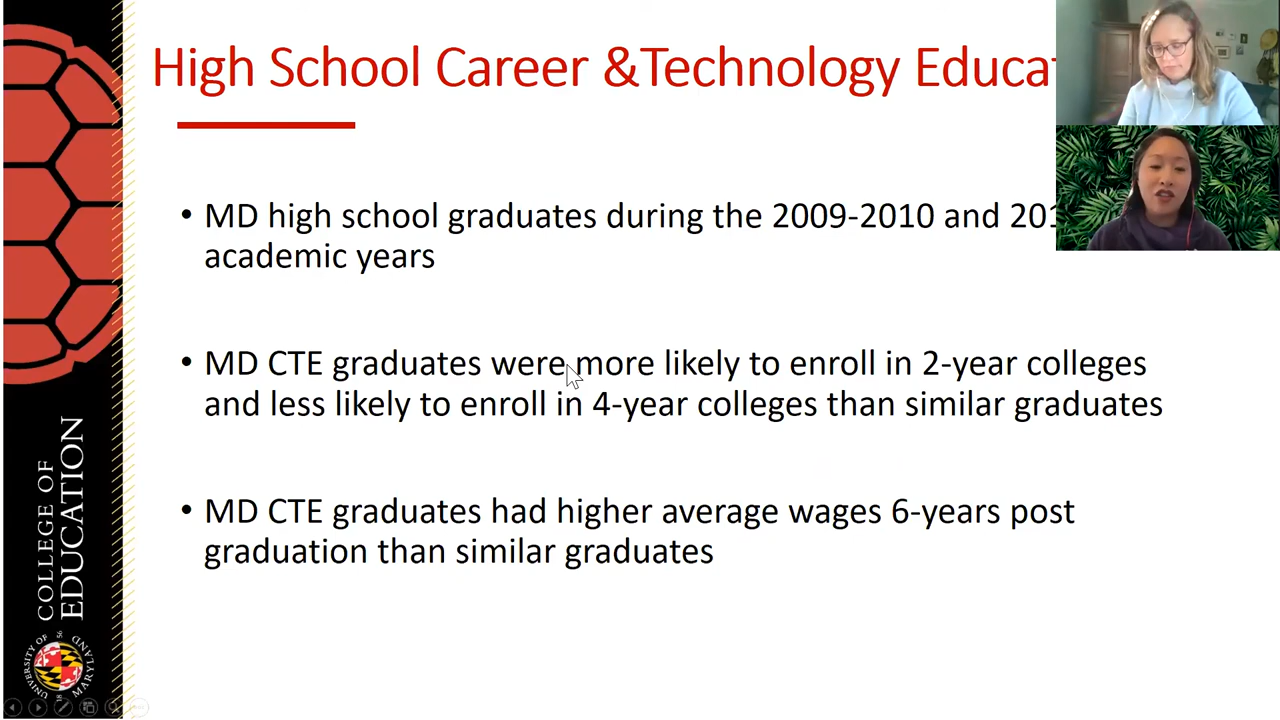 High School Career &Technology Educat
• MD high school graduates during the 2009-2010 and 201
academic years
• MD CTE graduates were more likely to enroll in 2-year colleges
and less likely to enroll in 4-year colleges than similar graduates
• MD CTE graduates had higher average wages 6-years post
graduation than similar graduates
COLLEGE OF
EDUCATION
UNIVERSITY OF
MARYLAND
18 56